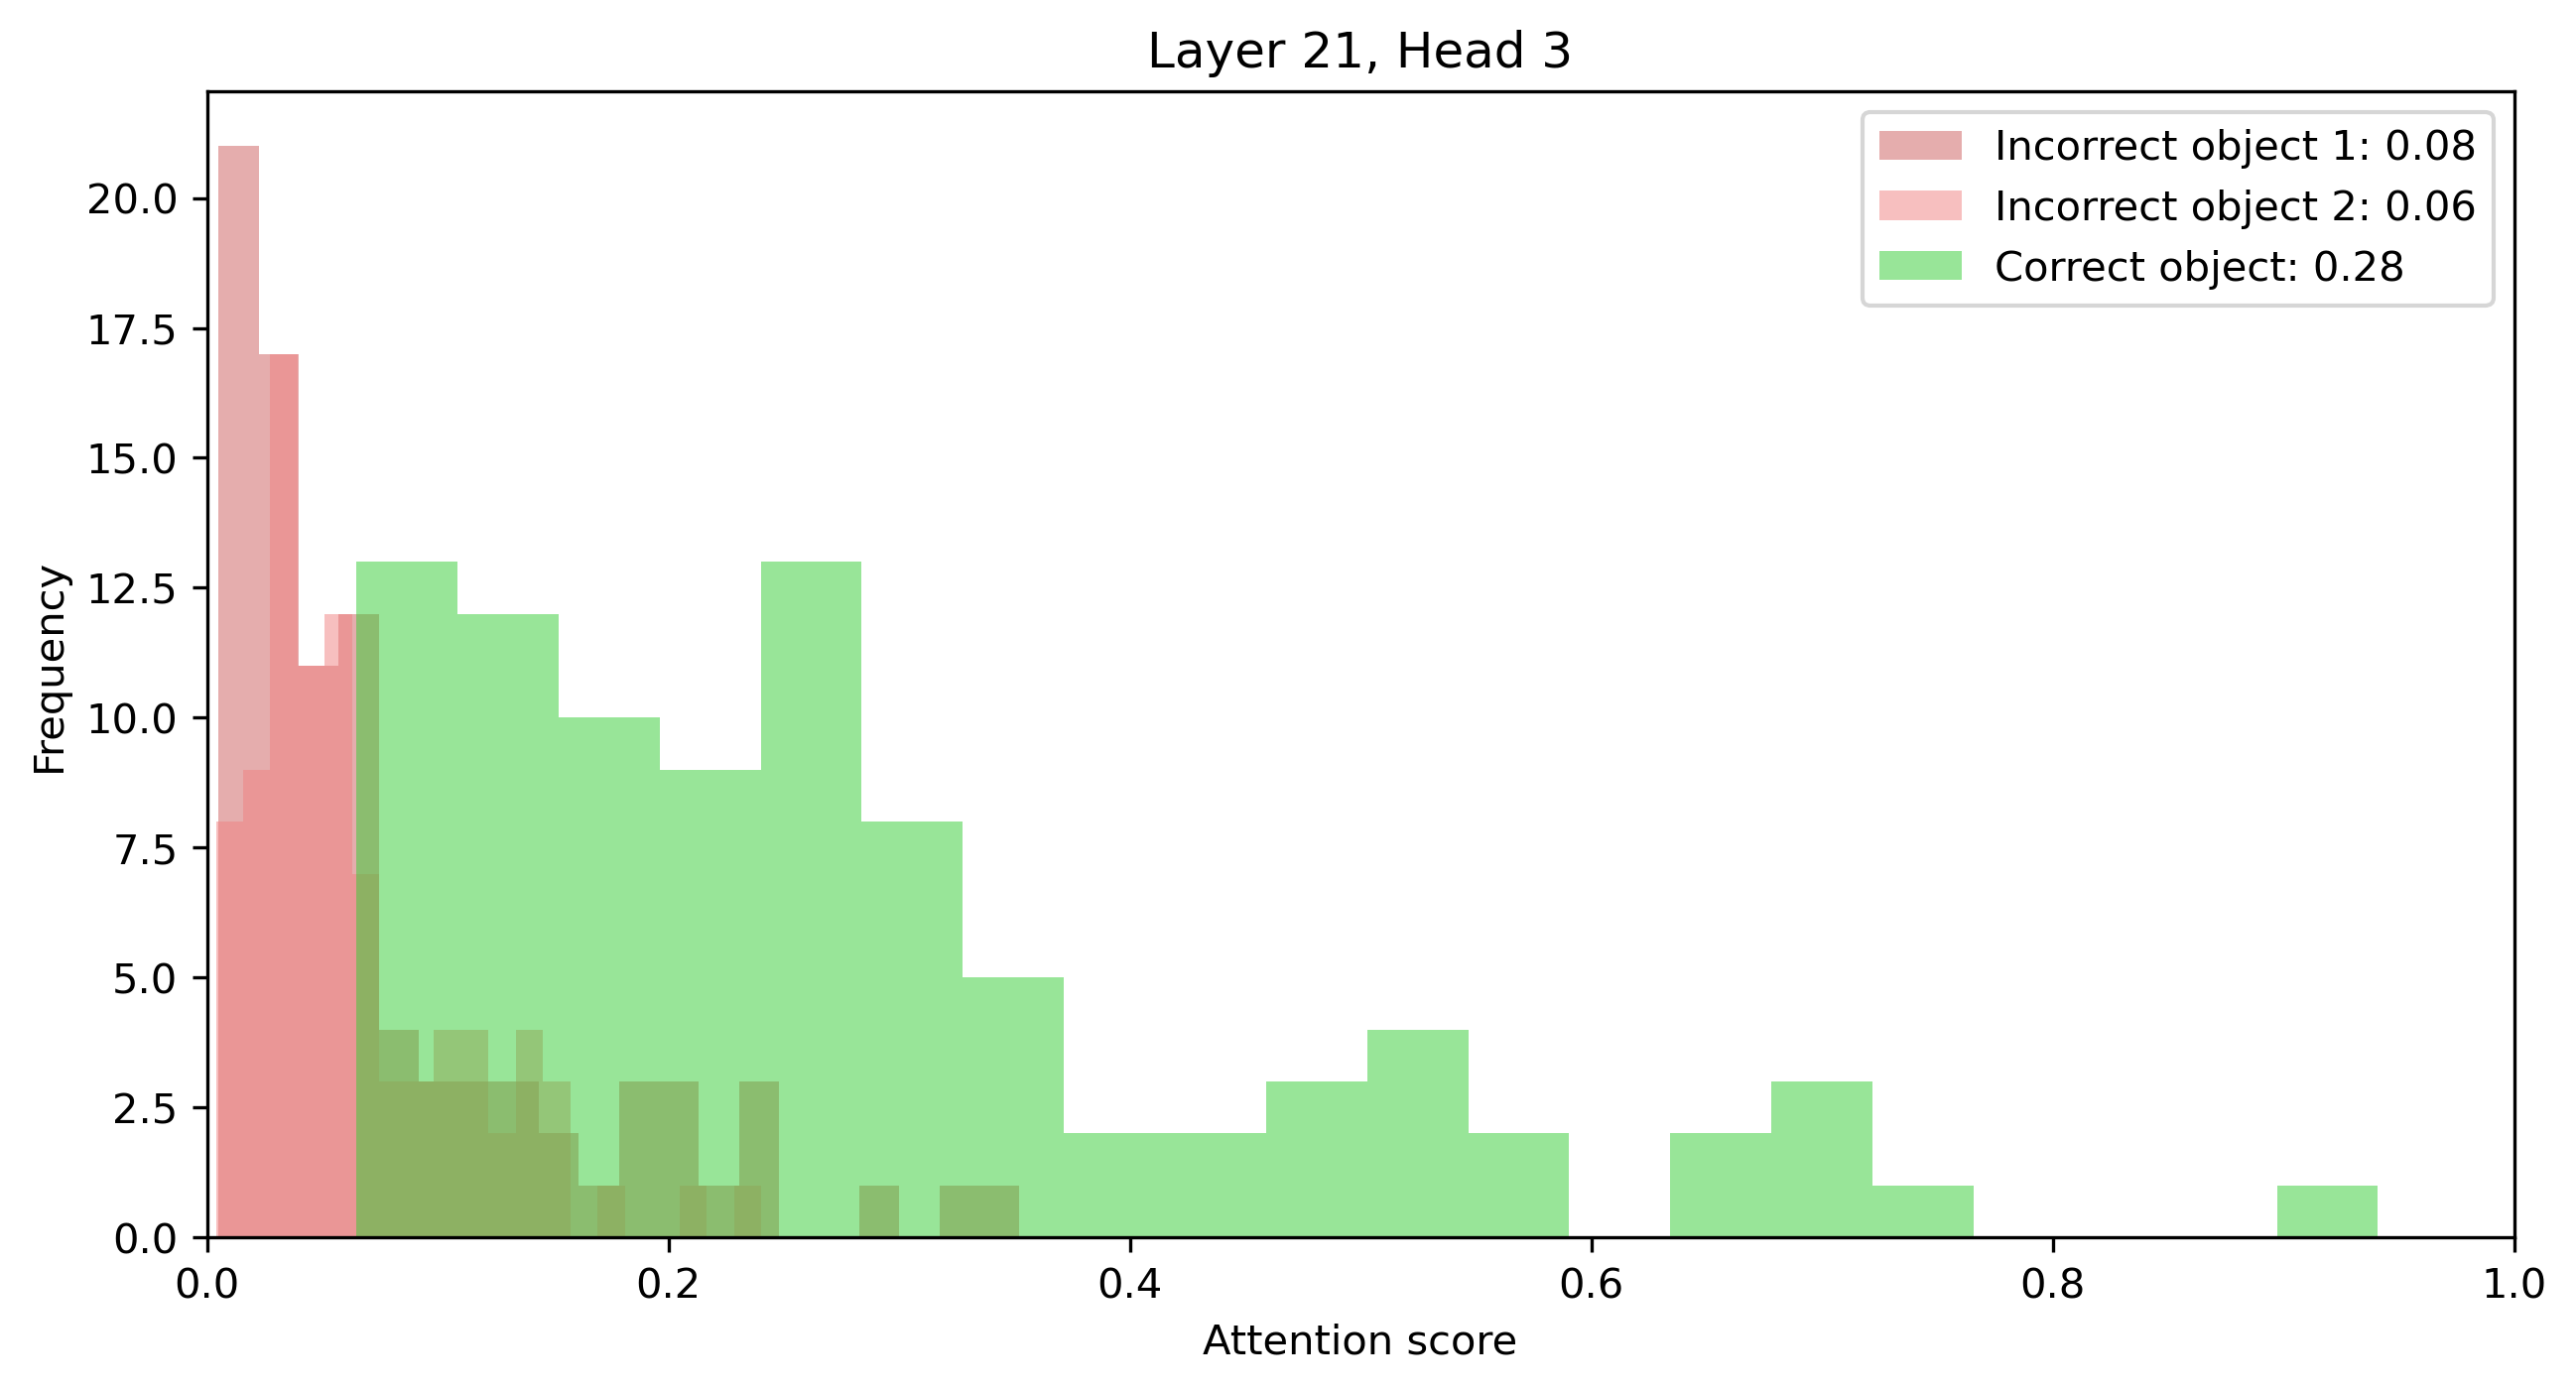 Layer 21, Head 3
Incorrect object 1: 0.08
Incorrect object 2: 0.06
Correct object: 0.28
Frequency
20.0
17.5
15.0
12.5
10.0
7.5
5.0
2.5
0.0
0.0 0.2 0.4 0.6 0.8 1.0
Attention score